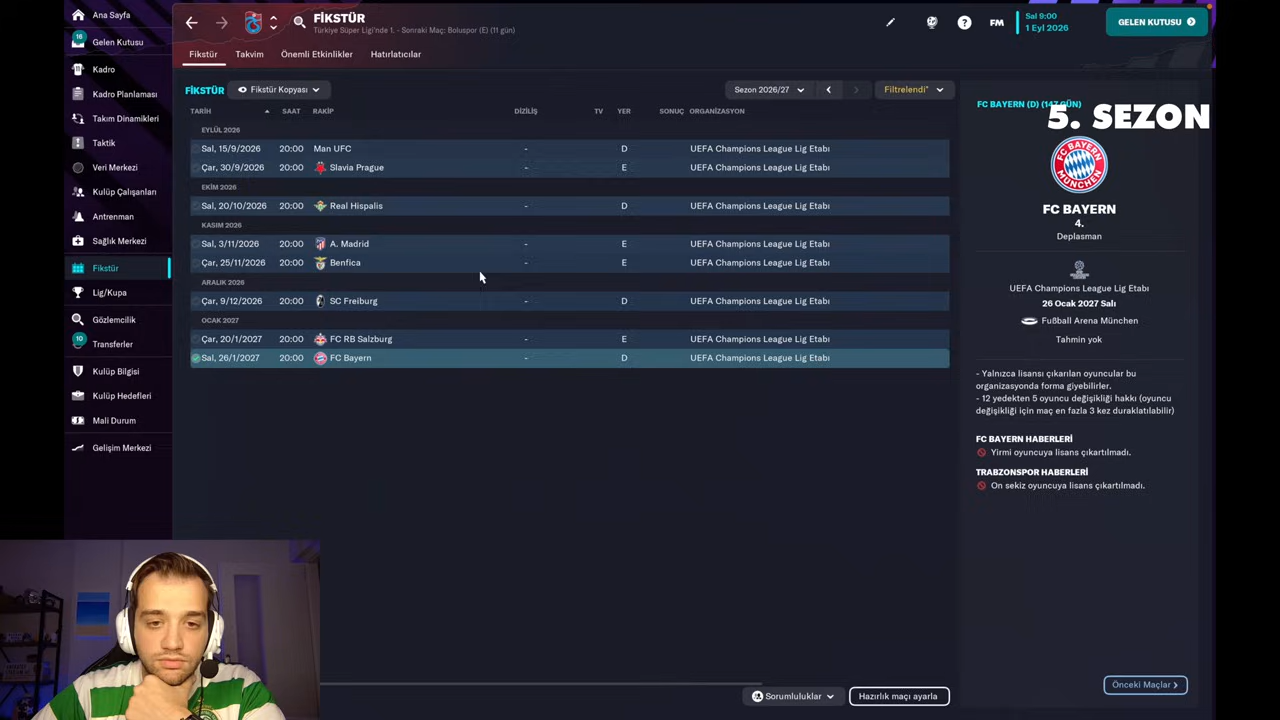 Ana Sayfa
16
Gelen Kutusu
Kadro
Kadro Planlaması
Takım Dinamikleri
Taktik
Veri Merkezi
Kulüp Çalışanları
Antrenman
Sağlık Merkezi
Fikstür
Lig/Kupa
Gözlemcilik
10
Transferler
Kulüp Bilgisi
Kulüp Hedefleri
Mali Durum
Gelişim Merkezi
FİKSTÜR
Türkiye Süper Ligi'nde 1. - Sonraki Maç: Boluspor (E) (11 gün)
FM
Sal 9:00
1 Eyl 2026
GELEN KUTUSU
Fikstür Takvim Önemli Etkinlikler Hatırlatıcılar
FİKSTÜR Fikstür Kopyası Sezon 2026/27 Filtrelendi*
TARİH SAAT RAKİP DİZİLİŞ TV YER SONUÇ ORGANİZASYON
EYLÜL 2026
Sal, 15/9/2026 20:00 Man UFC - D UEFA Champions League Lig Etabı
Çar, 30/9/2026 20:00 Slavia Prague - E UEFA Champions League Lig Etabı
EKİM 2026
Sal, 20/10/2026 20:00 Real Hispalis - D UEFA Champions League Lig Etabı
KASIM 2026
Sal, 3/11/2026 20:00 A. Madrid - E UEFA Champions League Lig Etabı
Çar, 25/11/2026 20:00 Benfica - E UEFA Champions League Lig Etabı
ARALIK 2026
Çar, 9/12/2026 20:00 SC Freiburg - D UEFA Champions League Lig Etabı
OCAK 2027
Çar, 20/1/2027 20:00 FC RB Salzburg - E UEFA Champions League Lig Etabı
Sal, 26/1/2027 20:00 FC Bayern - D UEFA Champions League Lig Etabı
FC BAYERN (D) (147 GÜN)
5. SEZON
FC BAYERN
4.
Deplasman
UEFA Champions League Lig Etabı
26 Ocak 2027 Salı
Fußball Arena München
Tahmin yok
- Yalnızca lisansı çıkarılan oyuncular bu
organizasyonda forma giyebilirler.
- 12 yedekten 5 oyuncu değişikliği hakkı (oyuncu
değişikliği için maç en fazla 3 kez duraklatılabilir)
FC BAYERN HABERLERİ
Yirmi oyuncuya lisans çıkartılmadı.
TRABZONSPOR HABERLERİ
On sekiz oyuncuya lisans çıkartılmadı.
Önceki Maçlar
Sorumluluklar Hazırlık maçı ayarla